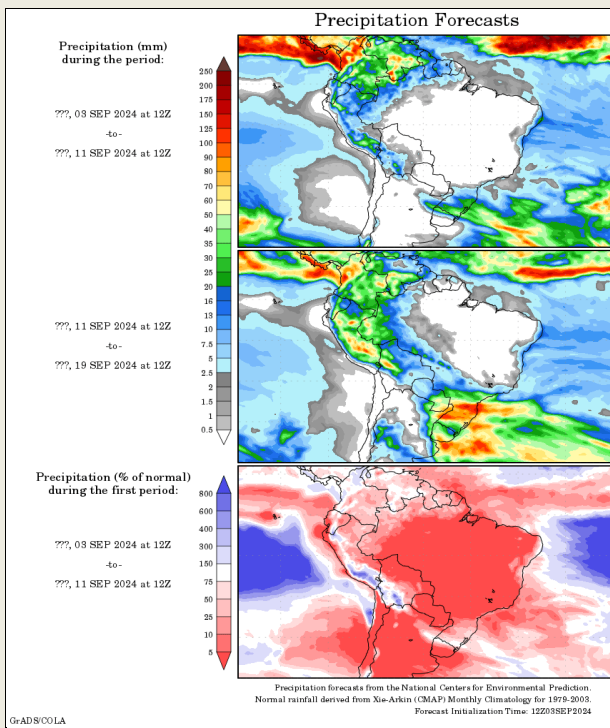 Precipitation Forecasts
Precipitation (mm)
during the period:
???, 03 SEP 2024 at 12Z
-to-
???, 11 SEP 2024 at 12Z
250
200
175
150
125
100
90
80
70
60
50
40
35
30
25
20
16
13
10
7.5
5
2.5
2
1.5
1
0.5
???, 11 SEP 2024 at 12Z
-to-
???, 19 SEP 2024 at 12Z
Precipitation (% of normal)
during the first period:
???, 03 SEP 2024 at 12Z
-to-
???, 11 SEP 2024 at 12Z
800
600
400
300
150
75
50
25
10
5
Precipitation forecasts from the National Centers for Environmental Prediction.
Normal rainfall derived from Xie-Arkin (CMAP) Monthly Climatology for 1979-2003.
Forecast Initialization Time: 12Z03SEP2024
GrADS/COLA